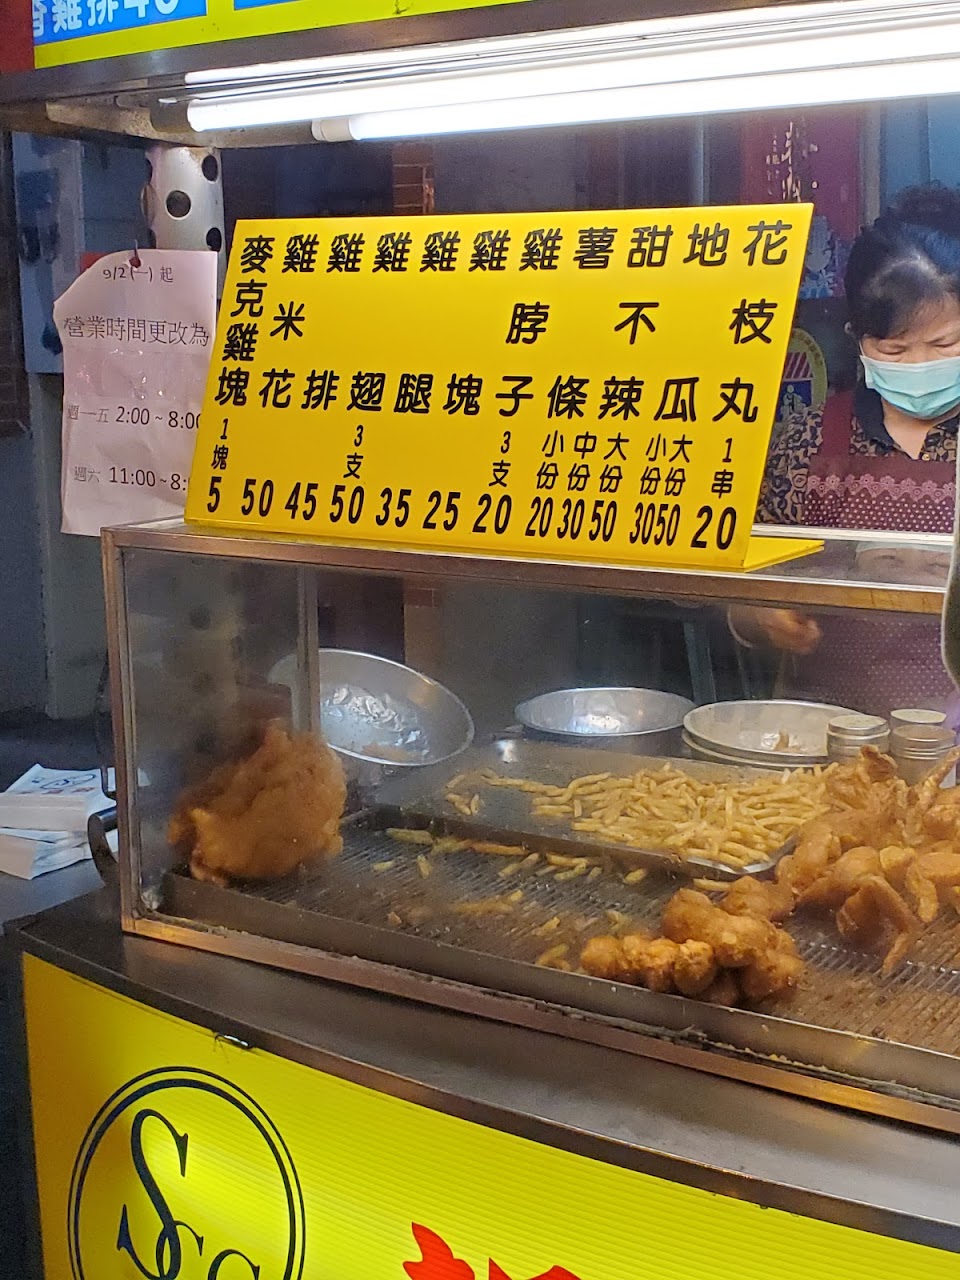 雞排
花枝丸
1串
20
地瓜
小份 大份
30 50
甜不辣
薯條
小份 中份 大份
20 30 50
雞脖子
3支
20
雞塊
25
雞腿
35
雞翅
3支
50
雞排
45
雞米花
50
麥克雞塊
1塊
5
9/2(一)起
營業時間更改為
週一~五 2:00~8:00
週六 11:00~8: